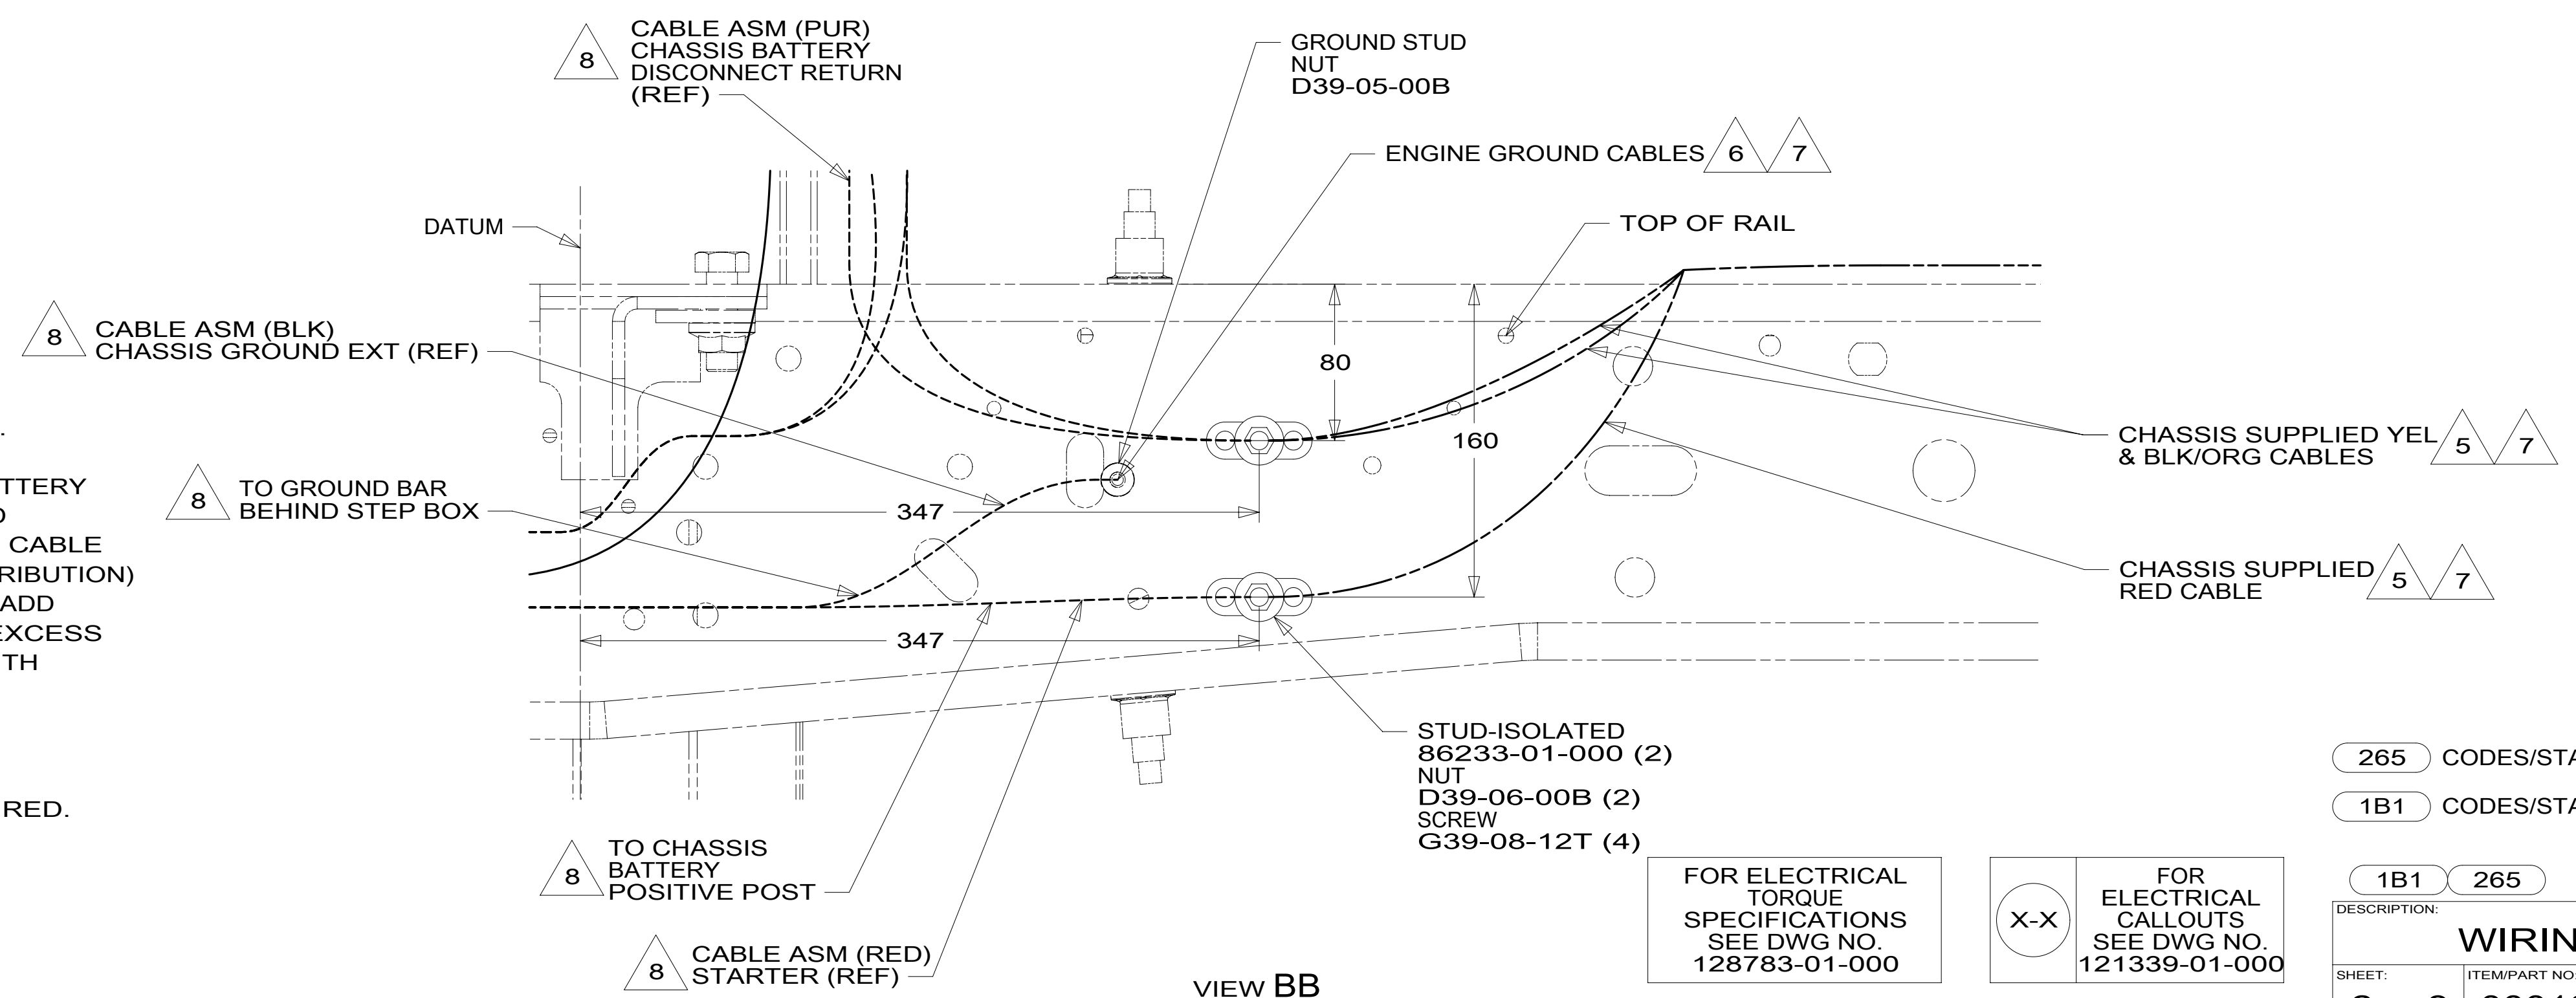 8
CABLE ASM (PUR)
CHASSIS BATTERY
DISCONNECT RETURN
(REF)
GROUND STUD
NUT
D39-05-00B
ENGINE GROUND CABLES
6
7
TOP OF RAIL
DATUM
8
CABLE ASM (BLK)
CHASSIS GROUND EXT (REF)
80
160
CHASSIS SUPPLIED YEL
& BLK/ORG CABLES
5
7
8
TO GROUND BAR
BEHIND STEP BOX
347
CHASSIS SUPPLIED
RED CABLE
5
7
347
CABLE
ADD
STUD-ISOLATED
86233-01-000 (2)
NUT
D39-06-00B (2)
SCREW
G39-08-12T (4)
8
TO CHASSIS
BATTERY
POSITIVE POST
8
CABLE ASM (RED)
STARTER (REF)
VIEW BB
FOR ELECTRICAL
TORQUE
SPECIFICATIONS
SEE DWG NO.
128783-01-000
X-X
FOR
ELECTRICAL
CALLOUTS
SEE DWG NO.
121339-01-000
265 CODES/STA
1B1 CODES/STA
1B1 265
DESCRIPTION:
WIRIN
SHEET:
ITEM/PART NO: